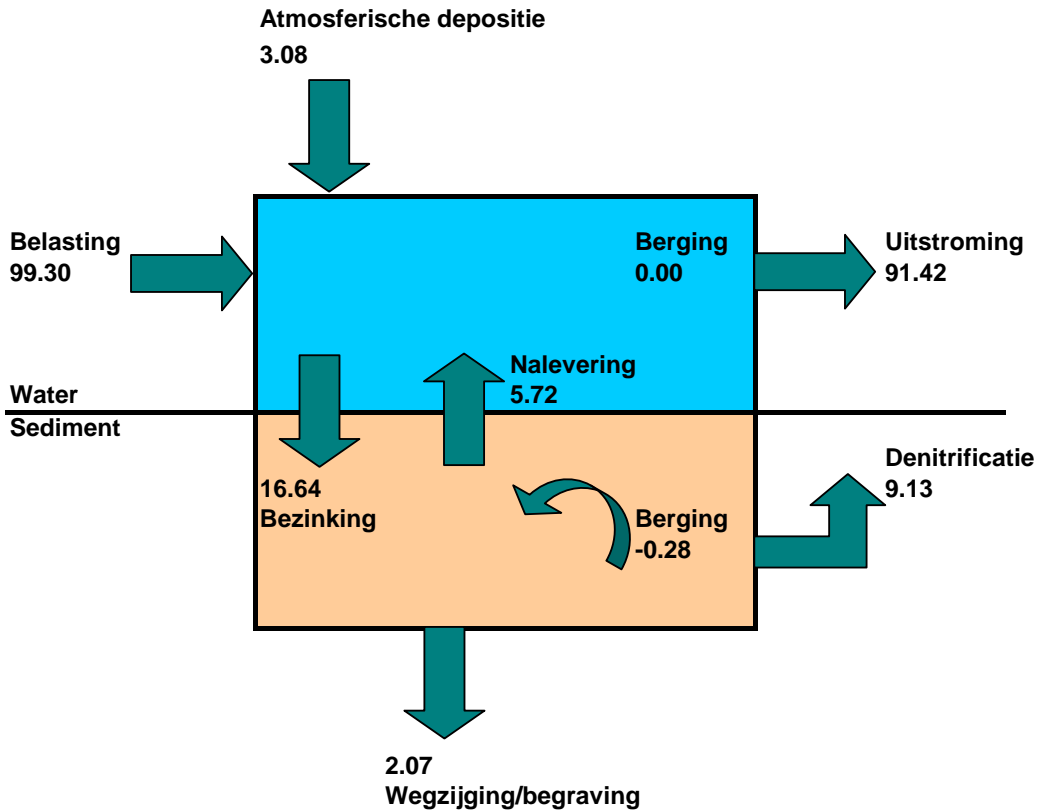 Atmosferische depositie
3.08
Belasting
99.30
Berging
0.00
Uitstroming
91.42
Nalevering
5.72
Water
Sediment
16.64
Bezinking
Berging
-0.28
Denitrificatie
9.13
2.07
Wegzijging/begraving